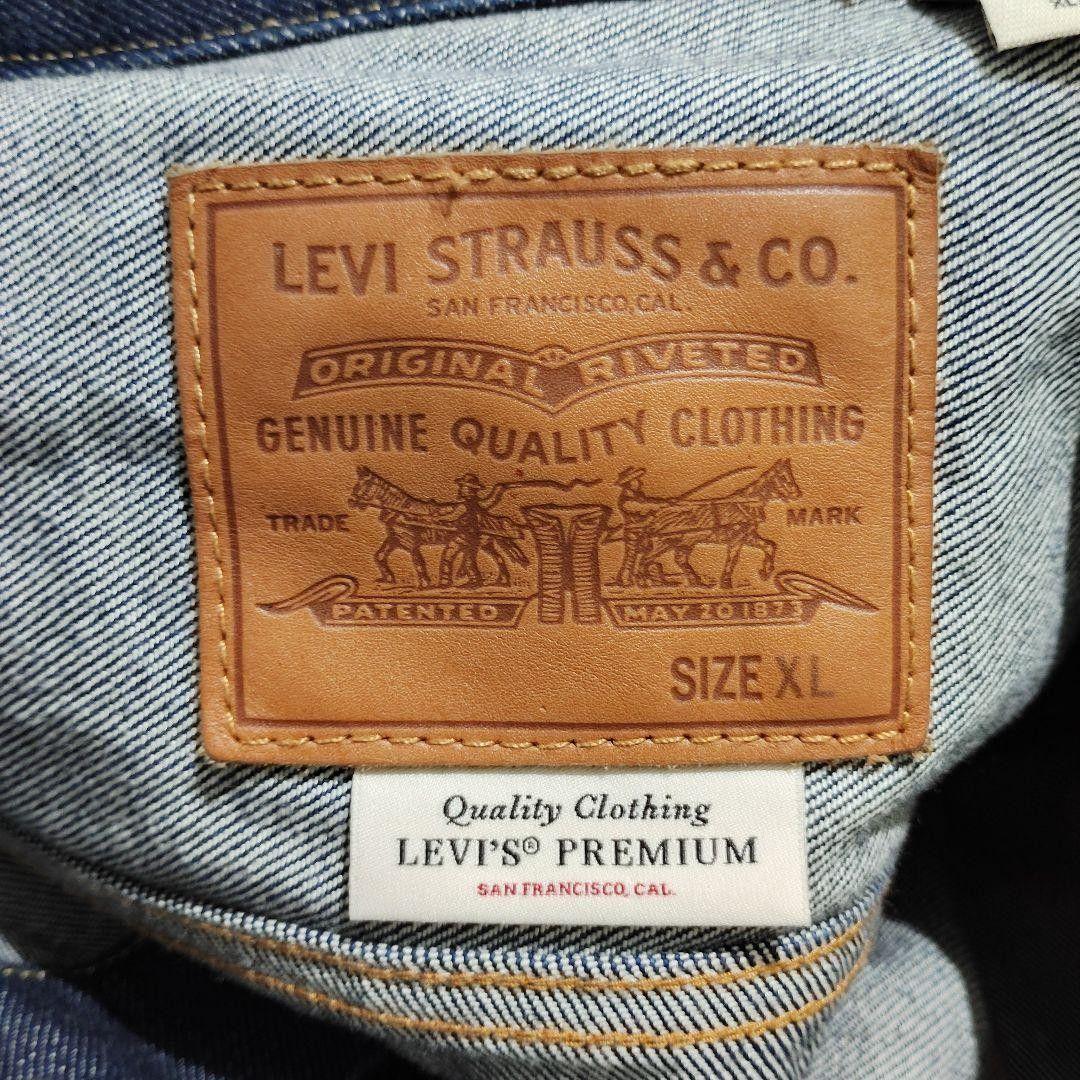 LEVI STRAUSS & CO.
SAN FRANCISCO, CAL.
ORIGINAL RIVETED
GENUINE QUALITY CLOTHING
TRADE MARK
PATENTED MAY 20 1873
SIZE XL
Quality Clothing
LEVI'S® PREMIUM
SAN FRANCISCO, CAL.